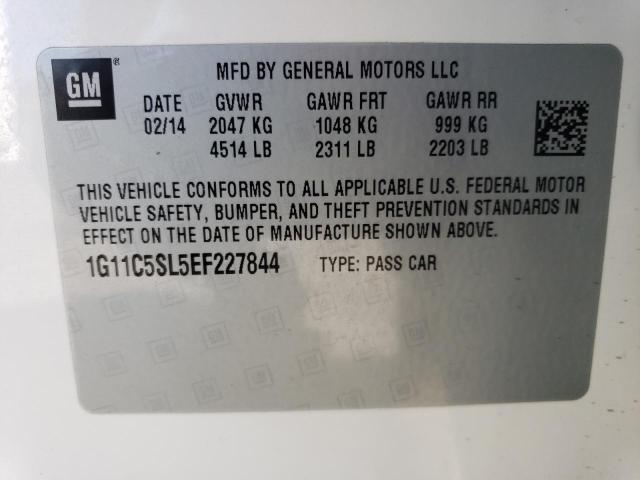 GM®
MFD BY GENERAL MOTORS LLC
DATE GVWR GAWR FRT GAWR RR
02/14 2047 KG 1048 KG 999 KG
4514 LB 2311 LB 2203 LB
THIS VEHICLE CONFORMS TO ALL APPLICABLE U.S. FEDERAL MOTOR
VEHICLE SAFETY, BUMPER, AND THEFT PREVENTION STANDARDS IN
EFFECT ON THE DATE OF MANUFACTURE SHOWN ABOVE.
1G11C5SL5EF227844 TYPE: PASS CAR